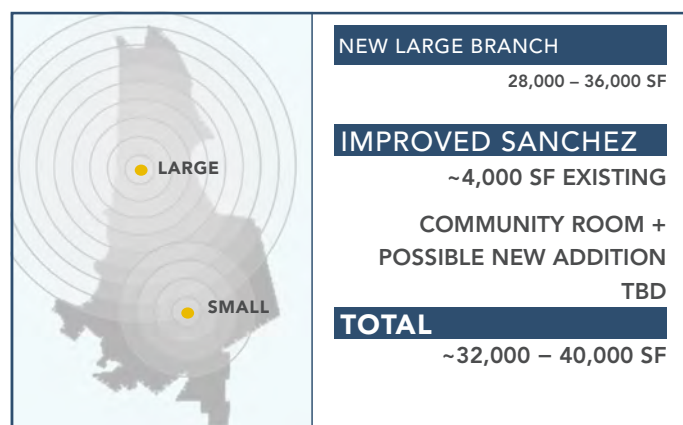 LARGE
SMALL
NEW LARGE BRANCH
28,000 – 36,000 SF
IMPROVED SANCHEZ
~4,000 SF EXISTING
COMMUNITY ROOM +
POSSIBLE NEW ADDITION
TBD
TOTAL
~32,000 – 40,000 SF